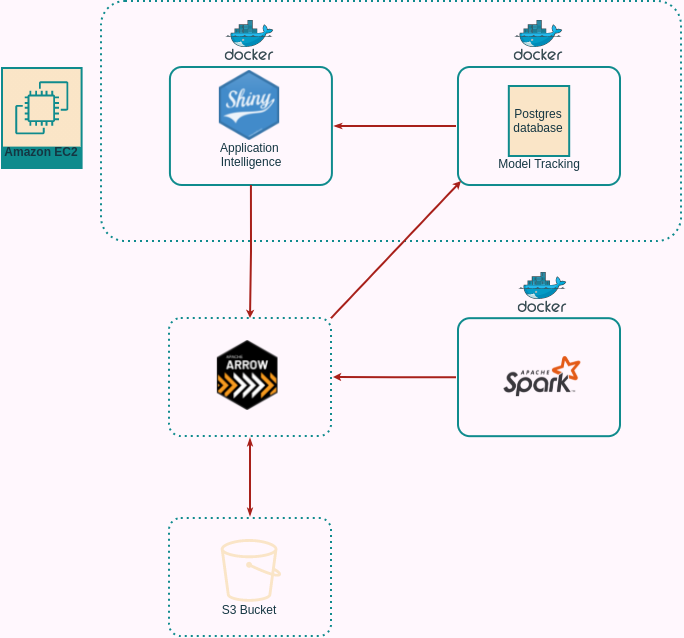 docker
docker
Shiny
Postgres
database
Amazon EC2
Application
Intelligence
Model Tracking
docker
APACHE
ARROW
APACHE
Spark
S3 Bucket